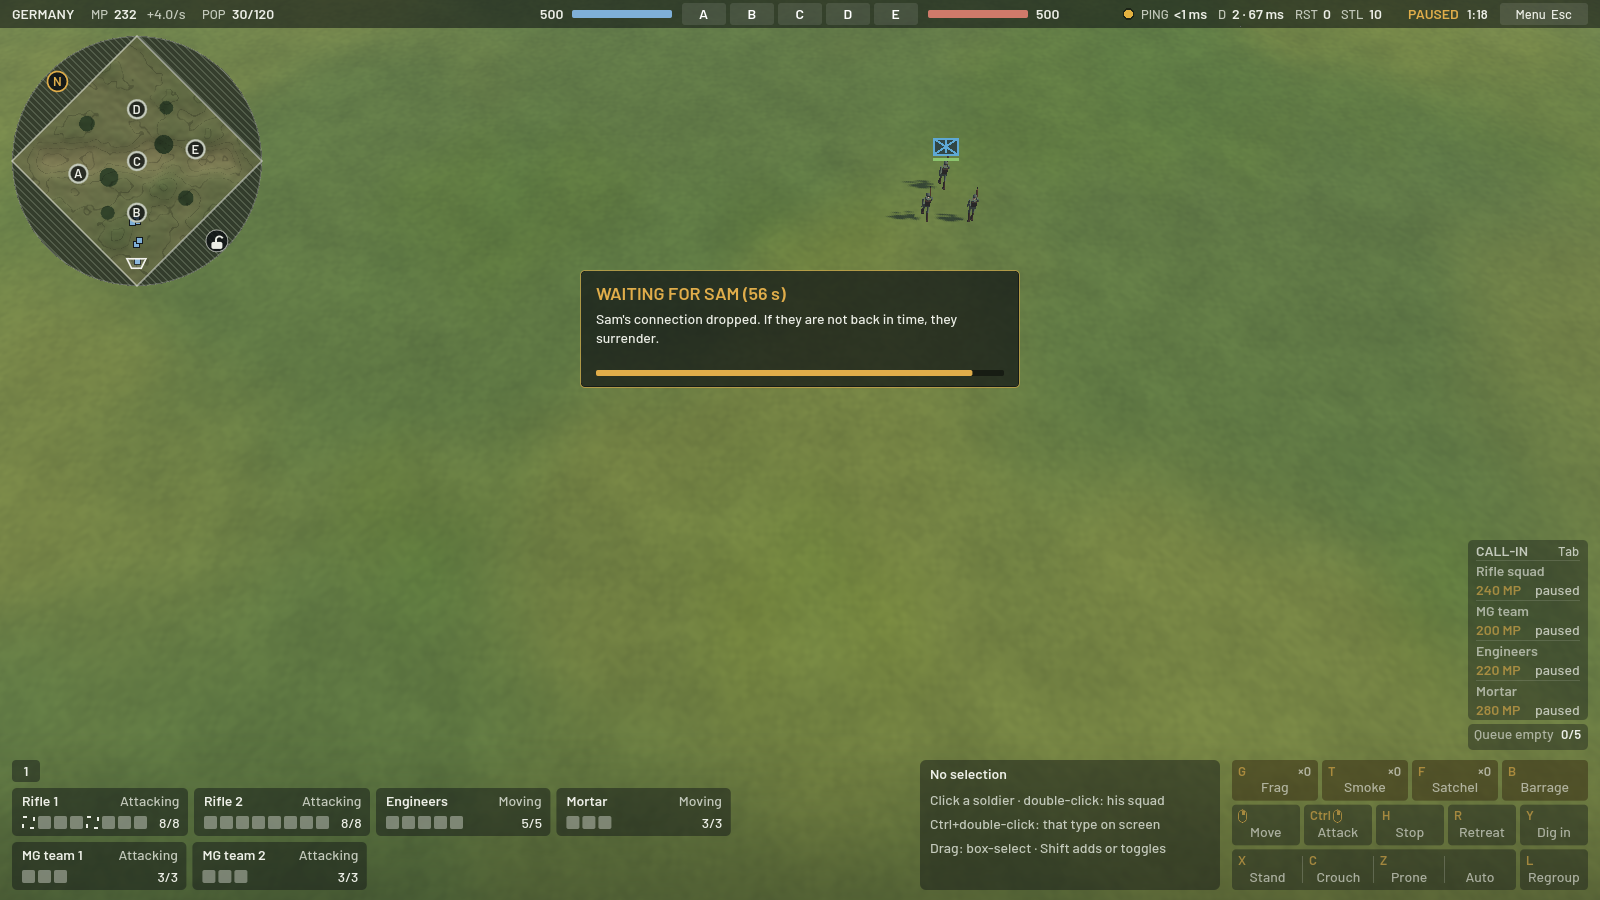 GERMANY MP 232 +4.0/s POP 30/120 500 A B C D E 500 PING <1 ms D 2 · 67 ms RST 0 STL 10 PAUSED 1:18 Menu Esc
N
D
E
C
A
B
WAITING FOR SAM (56 s)
Sam's connection dropped. If they are not back in time, they
surrender.
CALL-IN Tab
Rifle squad
240 MP paused
MG team
200 MP paused
Engineers
220 MP paused
Mortar
280 MP paused
Queue empty 0/5
1
Rifle 1 Attacking
8/8
Rifle 2 Attacking
8/8
Engineers Moving
5/5
Mortar Moving
3/3
MG team 1 Attacking
3/3
MG team 2 Attacking
3/3
No selection
Click a soldier · double-click: his squad
Ctrl+double-click: that type on screen
Drag: box-select · Shift adds or toggles
G ×0
Frag
T ×0
Smoke
F ×0
Satchel
B
Barrage
Move
Ctrl
Attack
H
Stop
R
Retreat
Y
Dig in
X
Stand
C
Crouch
Z
Prone
Auto
L
Regroup